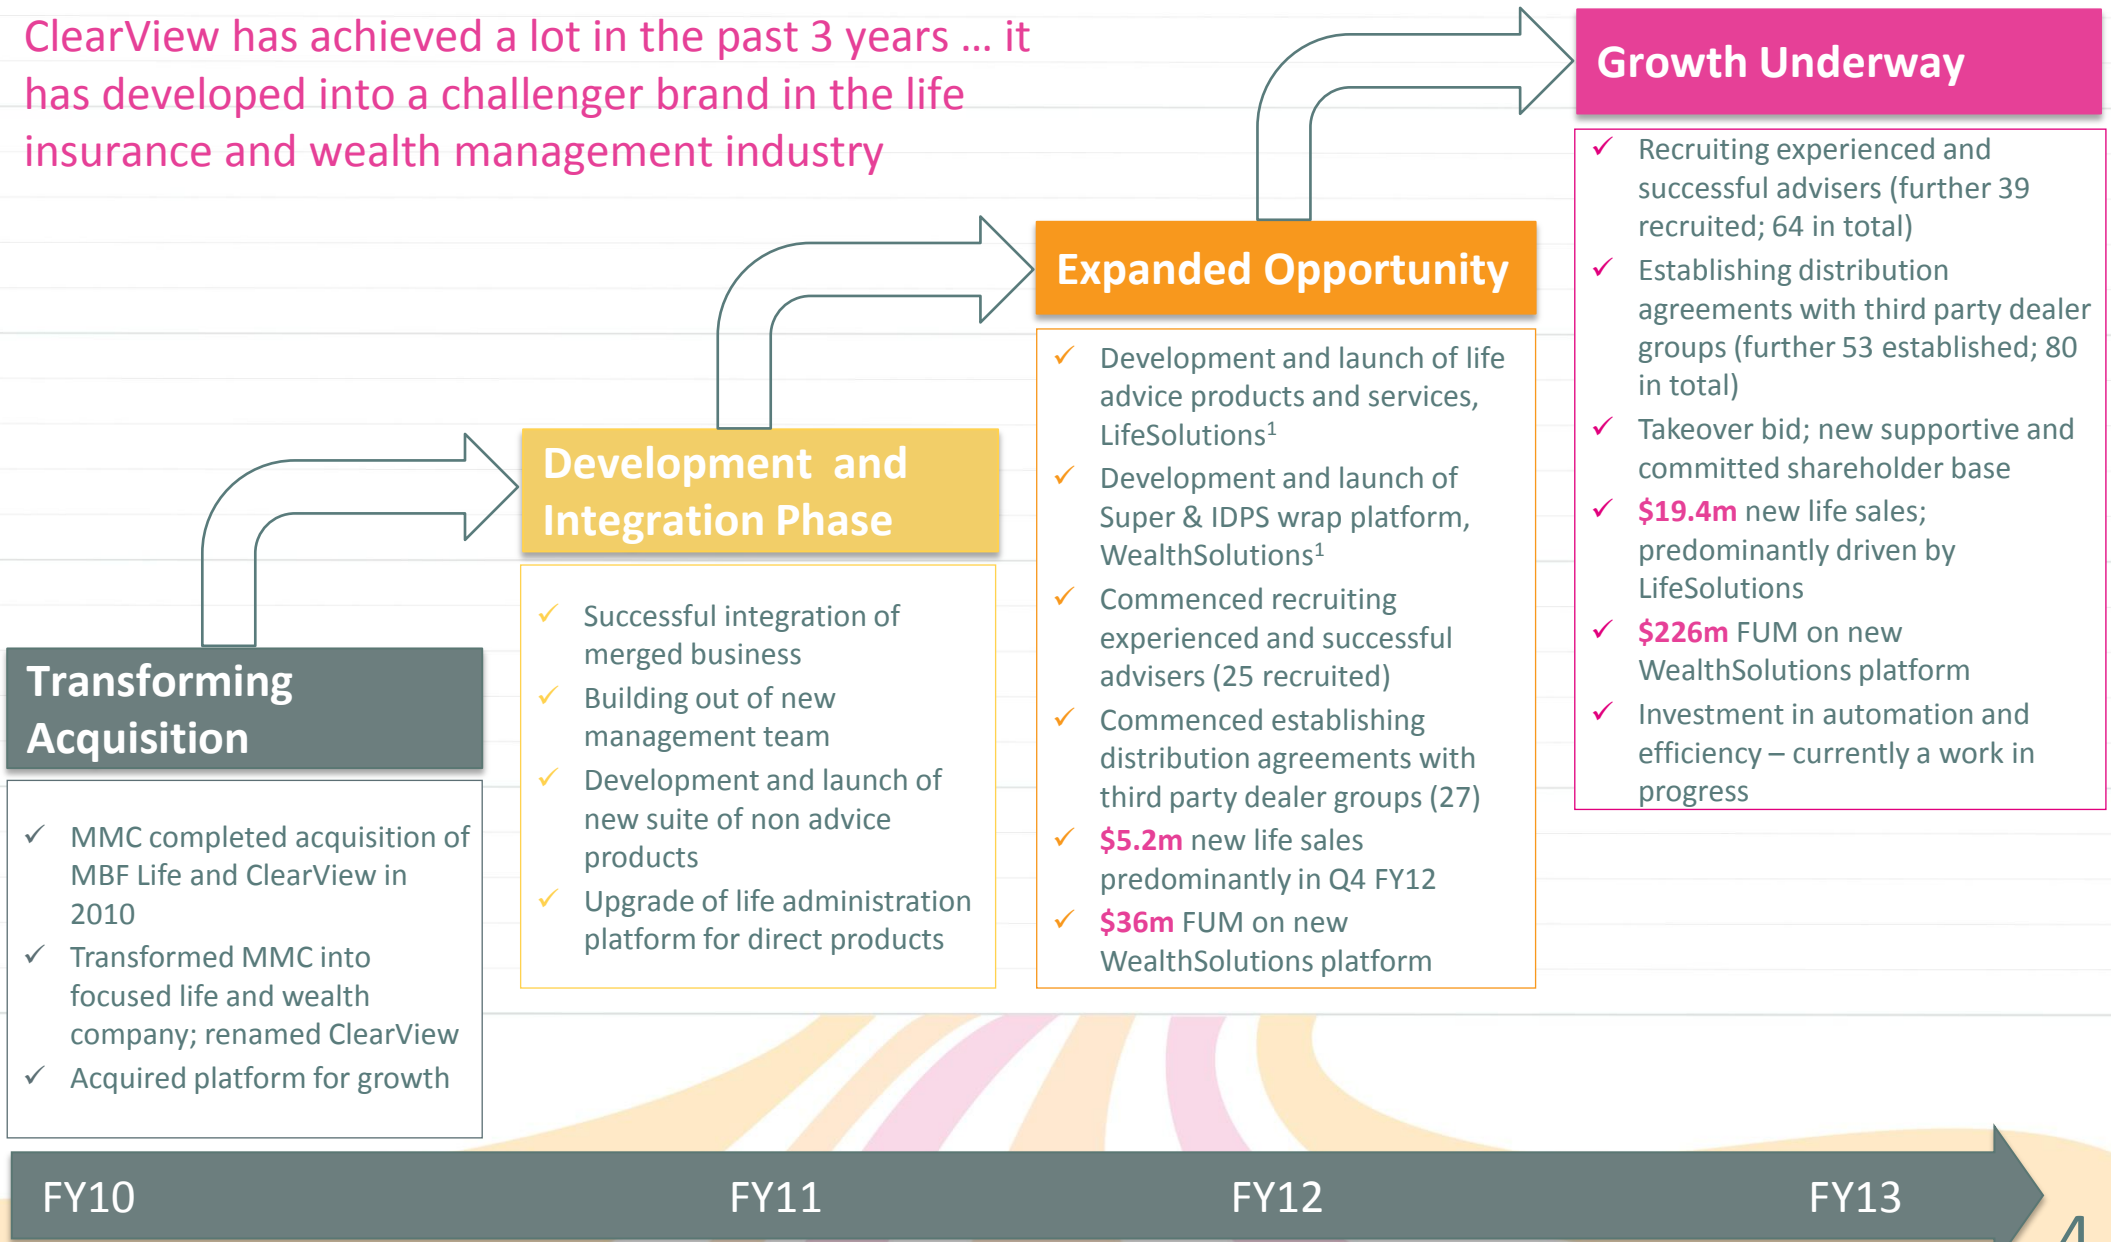 ClearView has achieved a lot in the past 3 years ... it
has developed into a challenger brand in the life
insurance and wealth management industry
Transforming
Acquisition
✓ MMC completed acquisition of
MBF Life and ClearView in
2010
✓ Transformed MMC into
focused life and wealth
company; renamed ClearView
✓ Acquired platform for growth
Development and
Integration Phase
✓ Successful integration of
merged business
✓ Building out of new
management team
✓ Development and launch of
new suite of non advice
products
✓ Upgrade of life administration
platform for direct products
Expanded Opportunity
✓ Development and launch of life
advice products and services,
LifeSolutions¹
✓ Development and launch of
Super & IDPS wrap platform,
WealthSolutions¹
✓ Commenced recruiting
experienced and successful
advisers (25 recruited)
✓ Commenced establishing
distribution agreements with
third party dealer groups (27)
✓ $5.2m new life sales
predominantly in Q4 FY12
✓ $36m FUM on new
WealthSolutions platform
Growth Underway
✓ Recruiting experienced and
successful advisers (further 39
recruited; 64 in total)
✓ Establishing distribution
agreements with third party dealer
groups (further 53 established; 80
in total)
✓ Takeover bid; new supportive and
committed shareholder base
✓ $19.4m new life sales;
predominantly driven by
LifeSolutions
✓ $226m FUM on new
WealthSolutions platform
✓ Investment in automation and
efficiency – currently a work in
progress
FY10 FY11 FY12 FY13
4